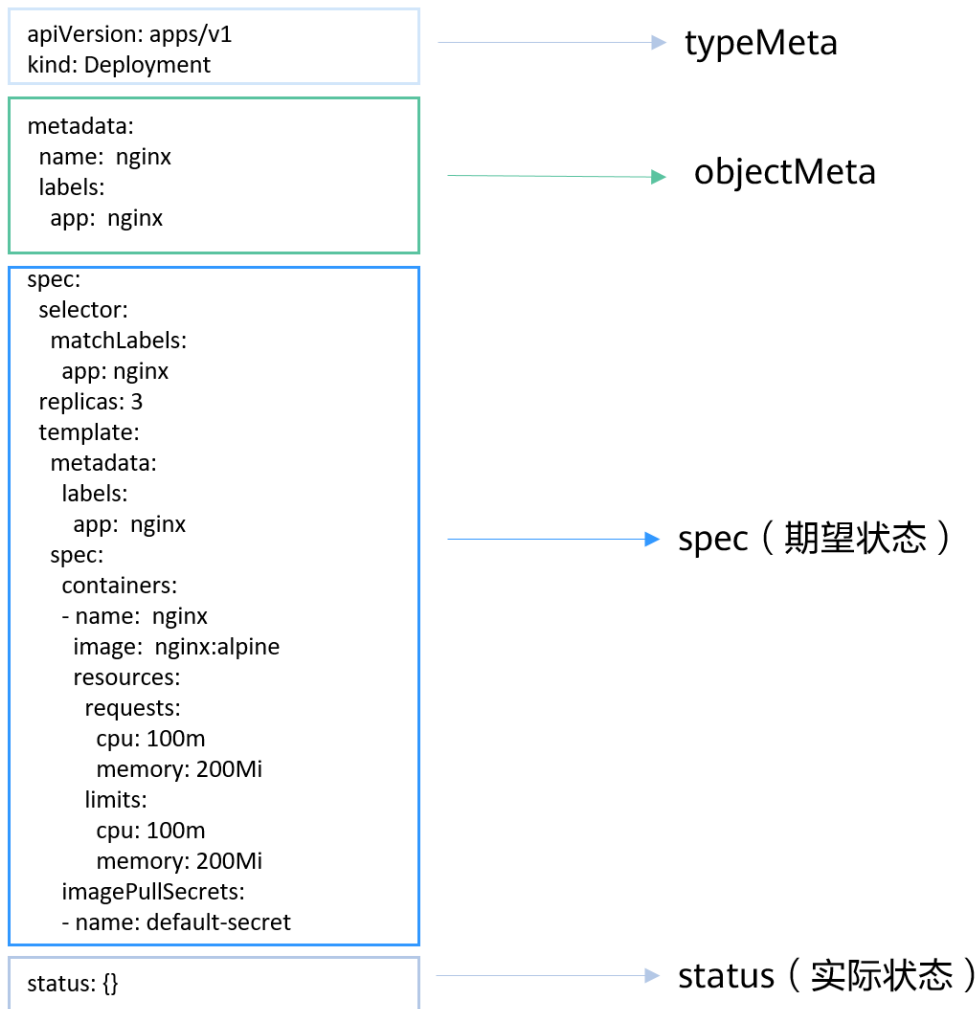 apiVersion: apps/v1
kind: Deployment
typeMeta
metadata:
  name:  nginx
  labels:
    app:  nginx
objectMeta
spec:
  selector:
    matchLabels:
      app: nginx
  replicas: 3
  template:
    metadata:
      labels:
        app:  nginx
    spec:
      containers:
      - name:  nginx
        image:  nginx:alpine
        resources:
          requests:
            cpu: 100m
            memory: 200Mi
          limits:
            cpu: 100m
            memory: 200Mi
      imagePullSecrets:
      - name: default-secret
spec（期望状态）
status: {}
status（实际状态）